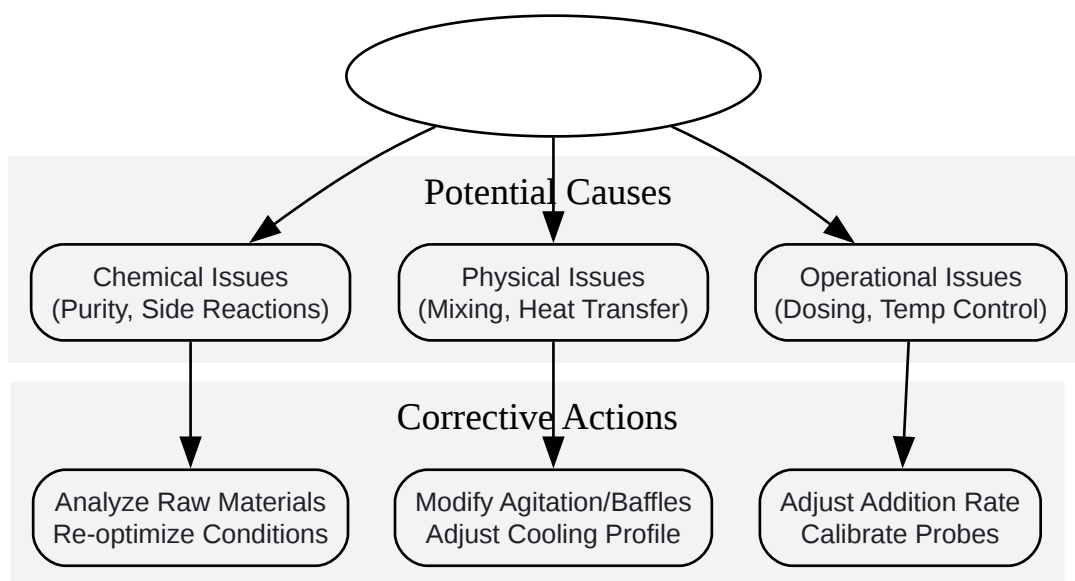 Potential Causes
Chemical Issues
(Purity, Side Reactions)
Physical Issues
(Mixing, Heat Transfer)
Operational Issues
(Dosing, Temp Control)
Corrective Actions
Analyze Raw Materials
Re-optimize Conditions
Modify Agitation/Baffles
Adjust Cooling Profile
Adjust Addition Rate
Calibrate Probes